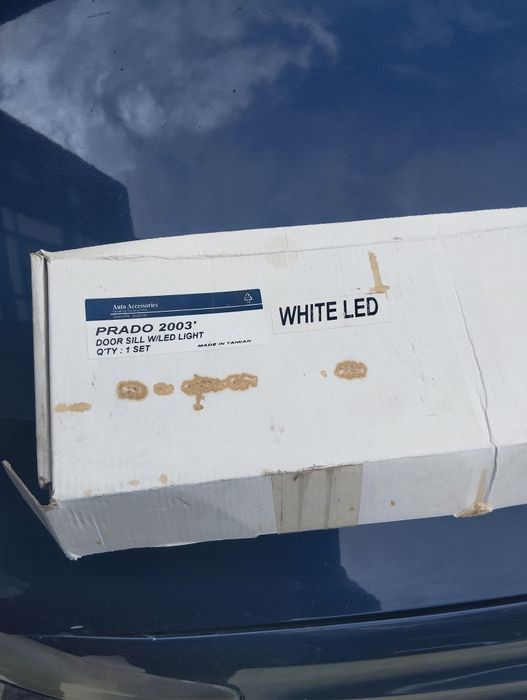 Auto Accessories
PRADO 2003'
DOOR SILL W/LED LIGHT
Q'TY : 1 SET
MADE IN TAIWAN
WHITE LED